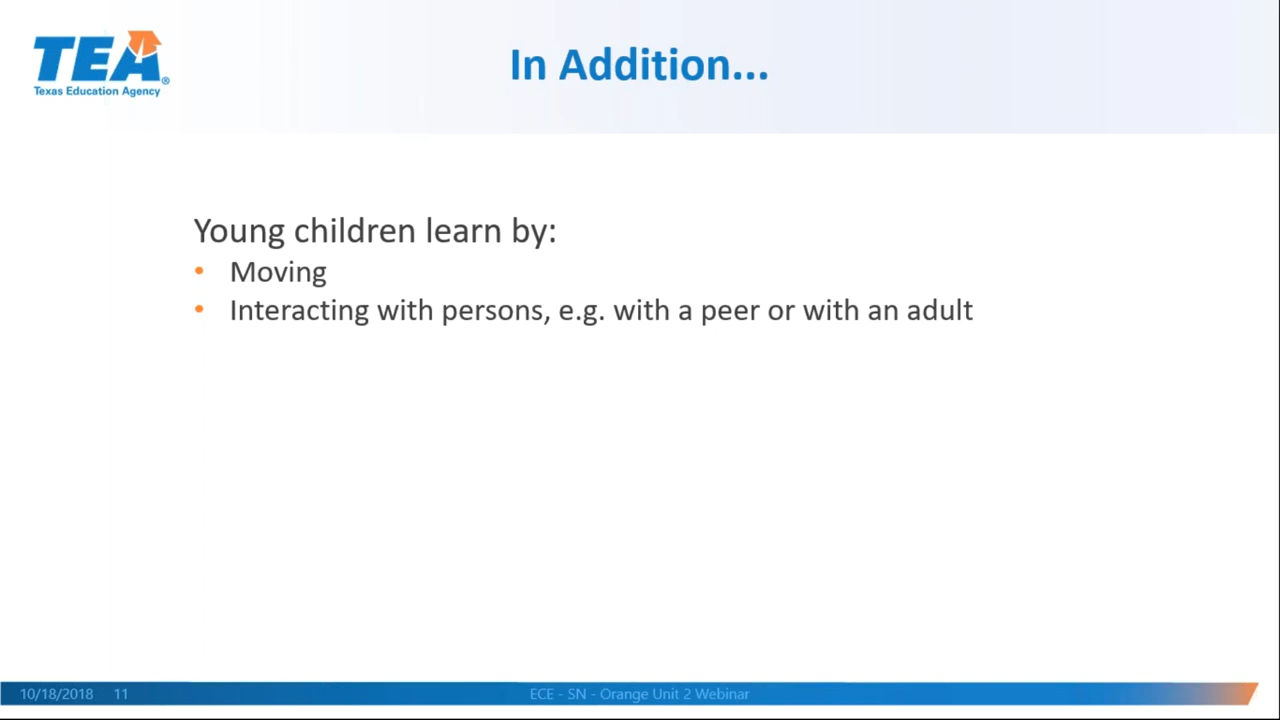 TEA®
Texas Education Agency
In Addition...
Young children learn by:
• Moving
• Interacting with persons, e.g. with a peer or with an adult
10/18/2018 11 ECE - SN - Orange Unit 2 Webinar